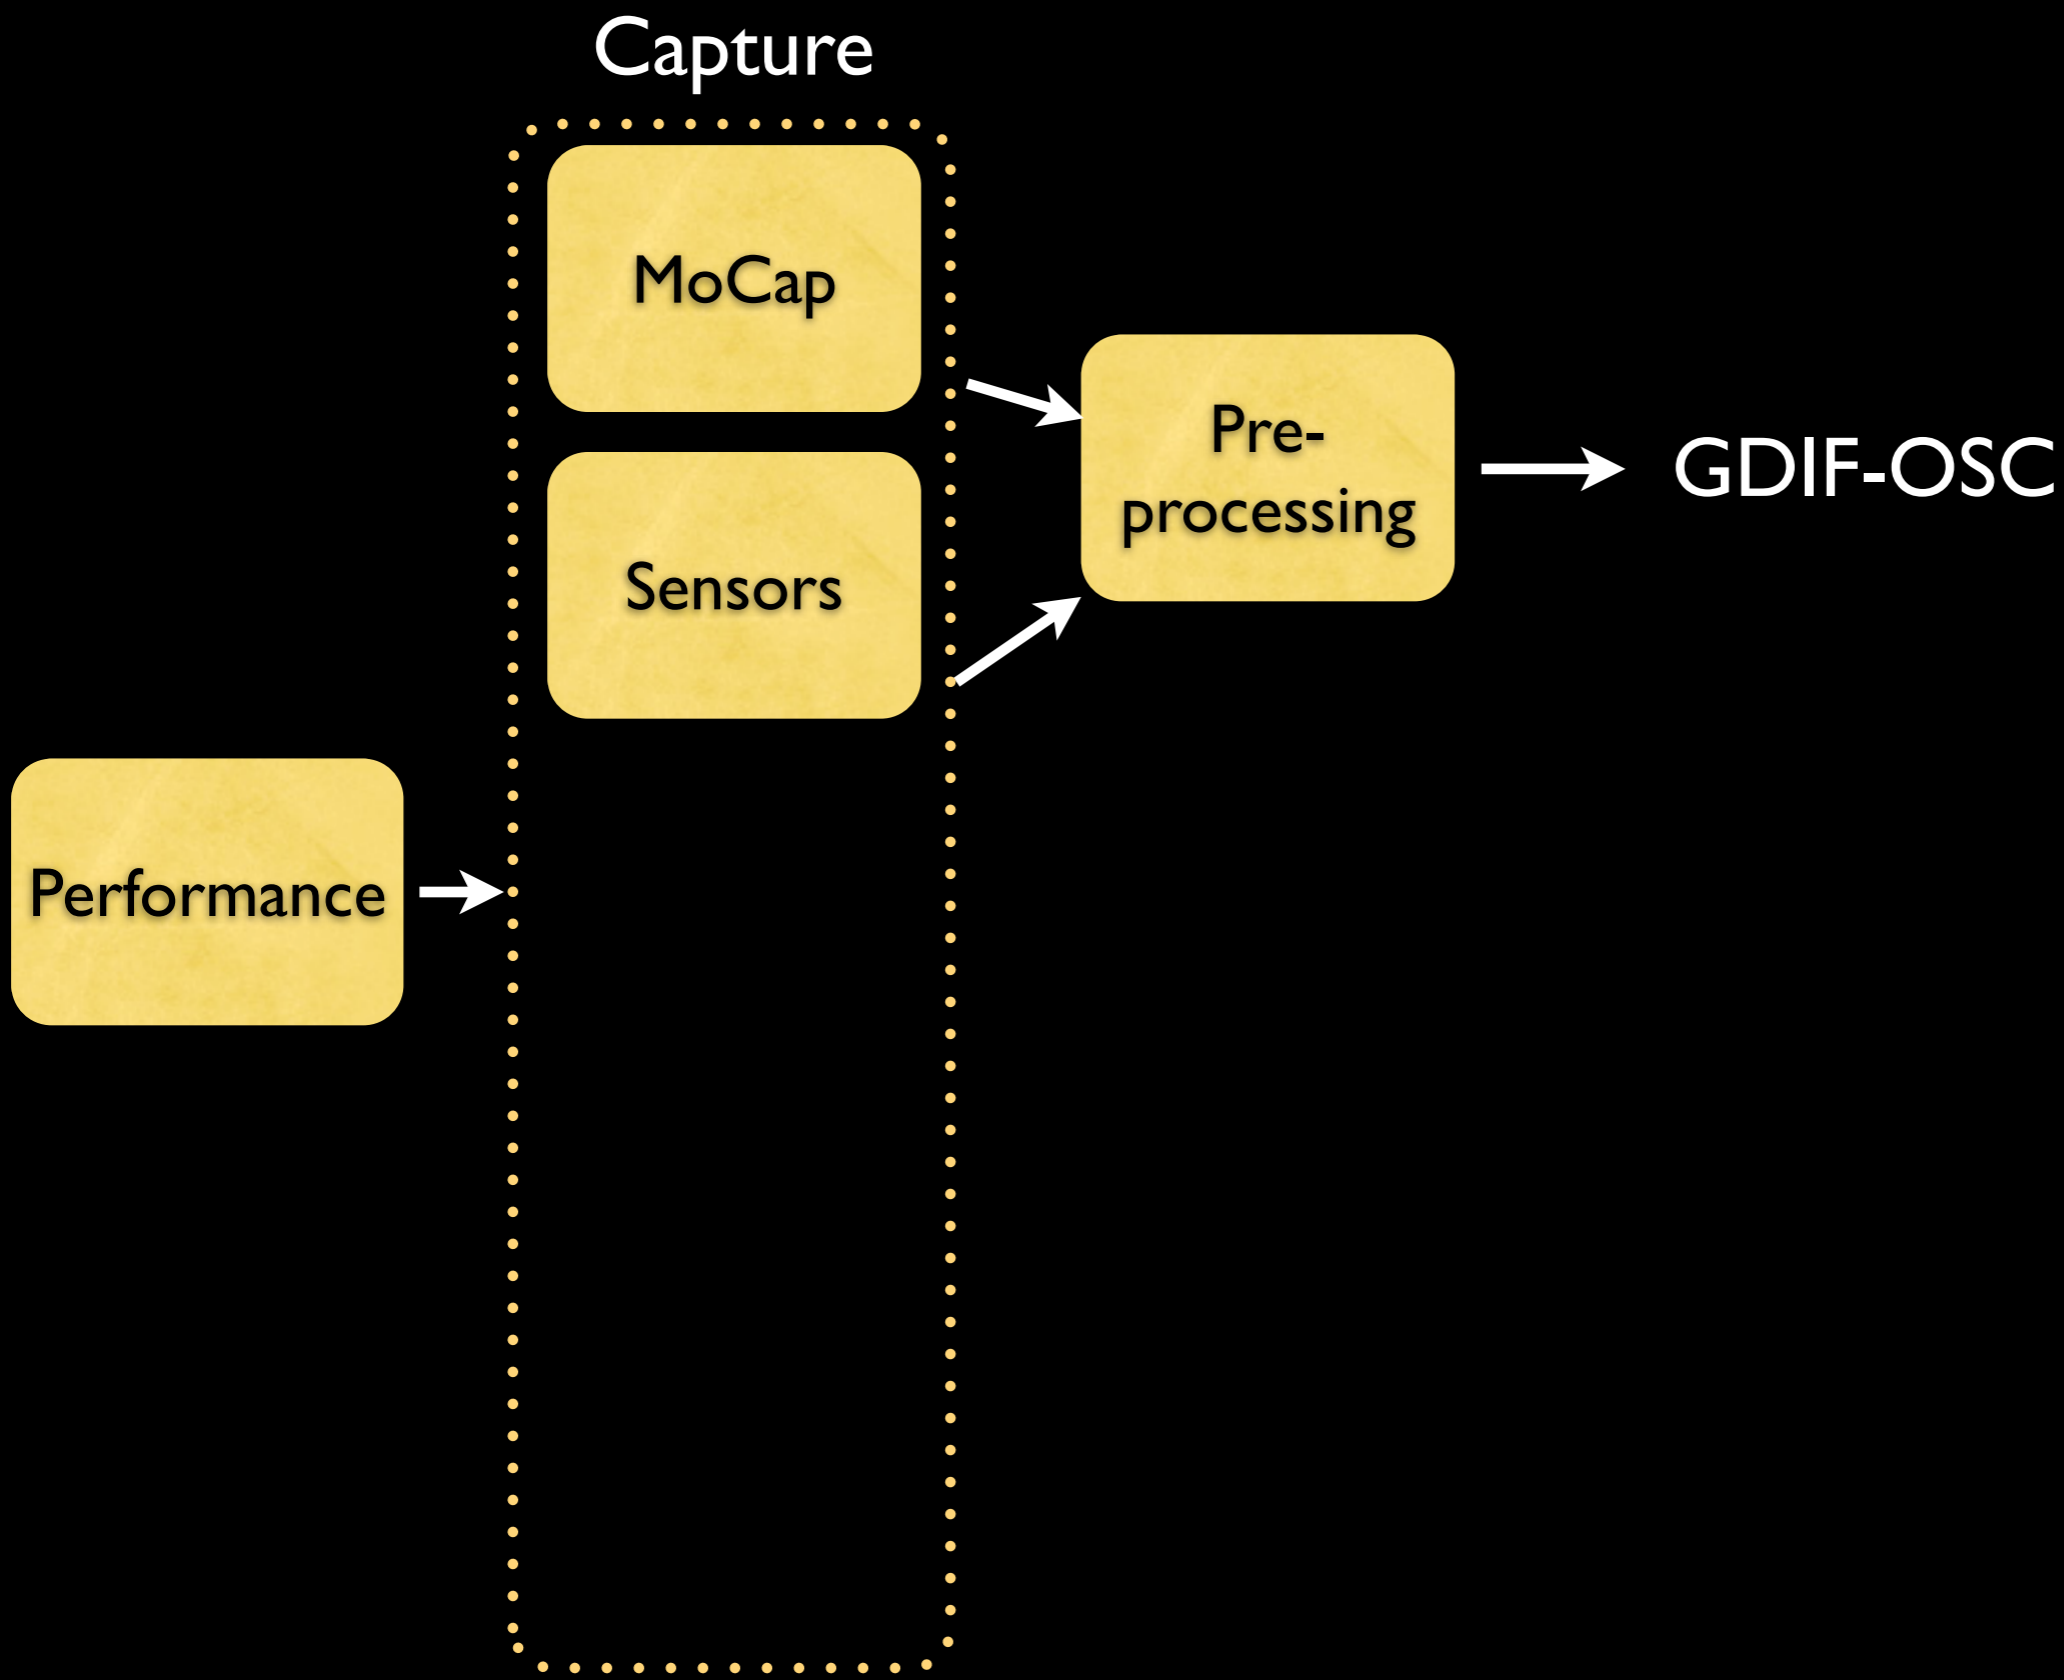 Capture
MoCap
Sensors
Performance
Pre-
processing
GDIF-OSC